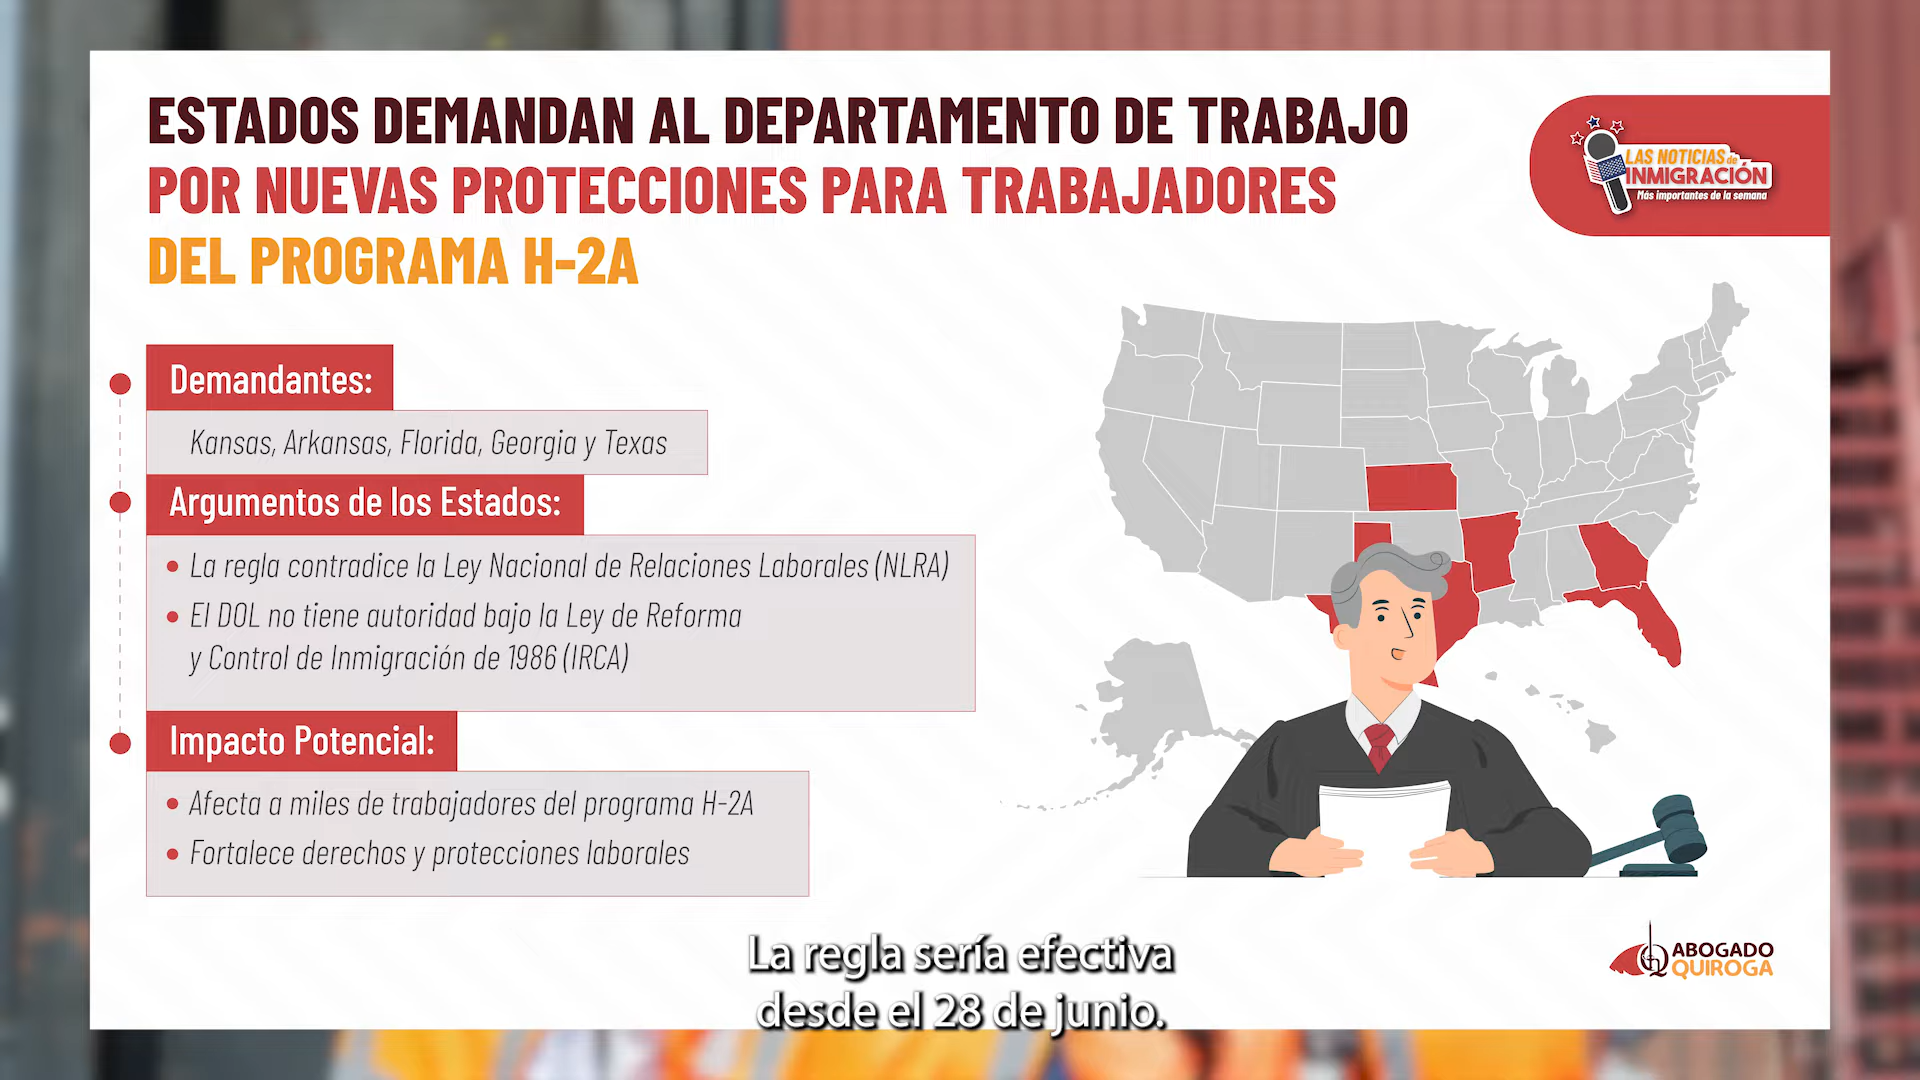 ESTADOS DEMANDAN AL DEPARTAMENTO DE TRABAJO
POR NUEVAS PROTECCIONES PARA TRABAJADORES
DEL PROGRAMA H-2A
LAS NOTICIAS de
INMIGRACIÓN
Más importantes de la semana
Demandantes:
Kansas, Arkansas, Florida, Georgia y Texas
Argumentos de los Estados:
• La regla contradice la Ley Nacional de Relaciones Laborales (NLRA)
• El DOL no tiene autoridad bajo la Ley de Reforma
y Control de Inmigración de 1986 (IRCA)
Impacto Potencial:
• Afecta a miles de trabajadores del programa H-2A
• Fortalece derechos y protecciones laborales
La regla sería efectiva
desde el 28 de junio.
ABOGADO
QUIROGA